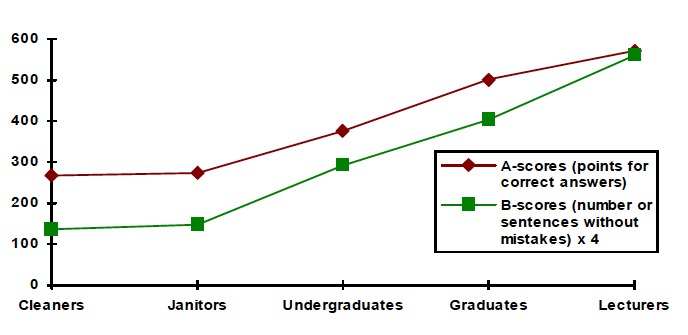 600
500
400
300
200
100
0
Cleaners Janitors Undergraduates Graduates Lecturers
A-scores (points for
correct answers)
B-scores (number or
sentences without
mistakes) x 4